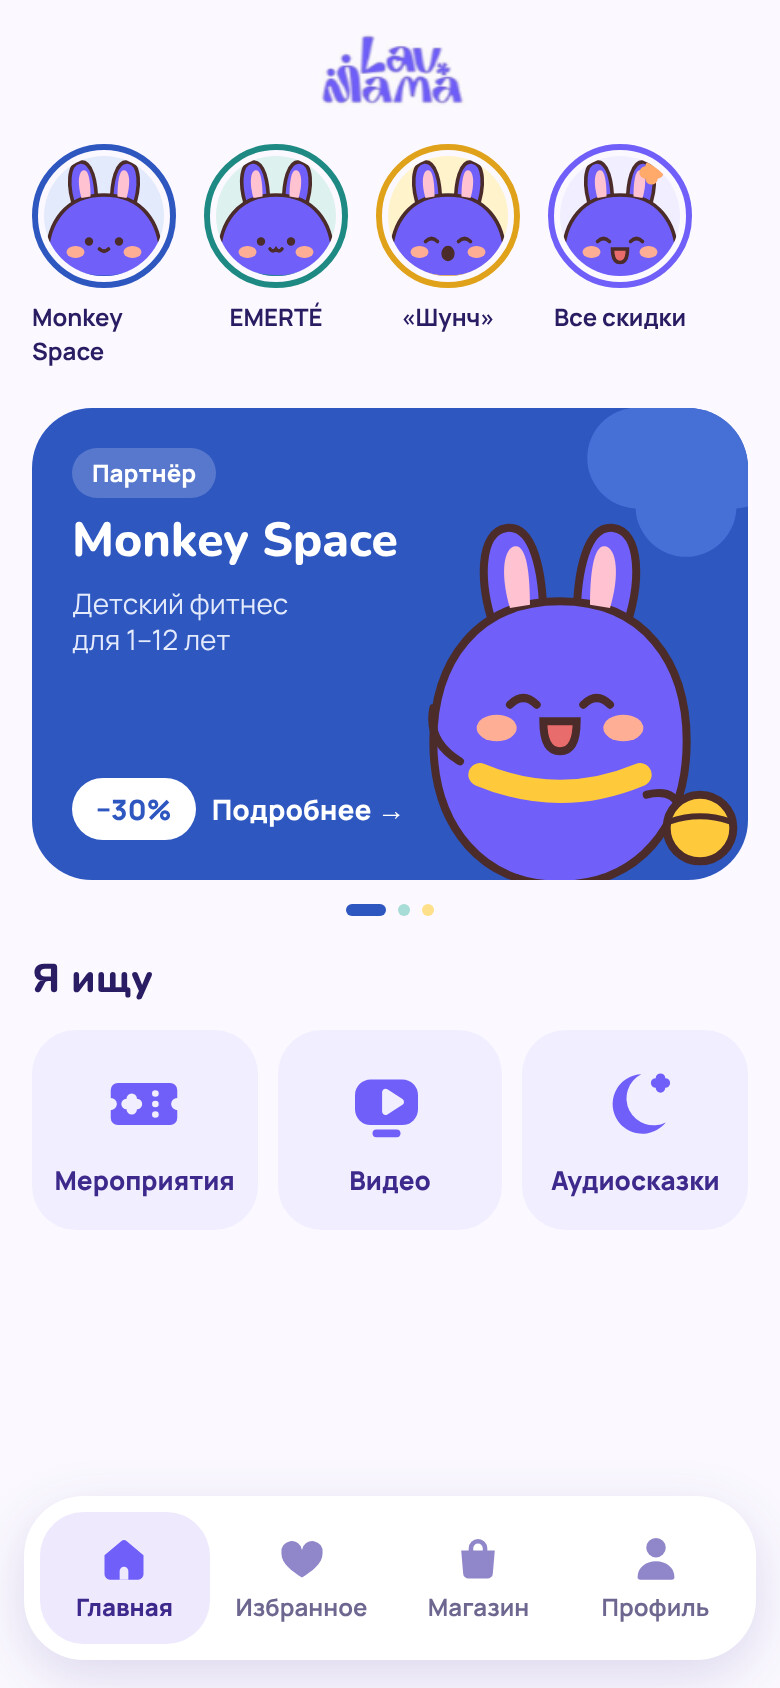 Lav
Mama
Monkey
Space
EMERTÉ
«Шунч»
Все скидки
Партнёр
Monkey Space
Детский фитнес
для 1–12 лет
–30%
Подробнее →
Я ищу
Мероприятия
Видео
Аудиосказки
Главная
Избранное
Магазин
Профиль